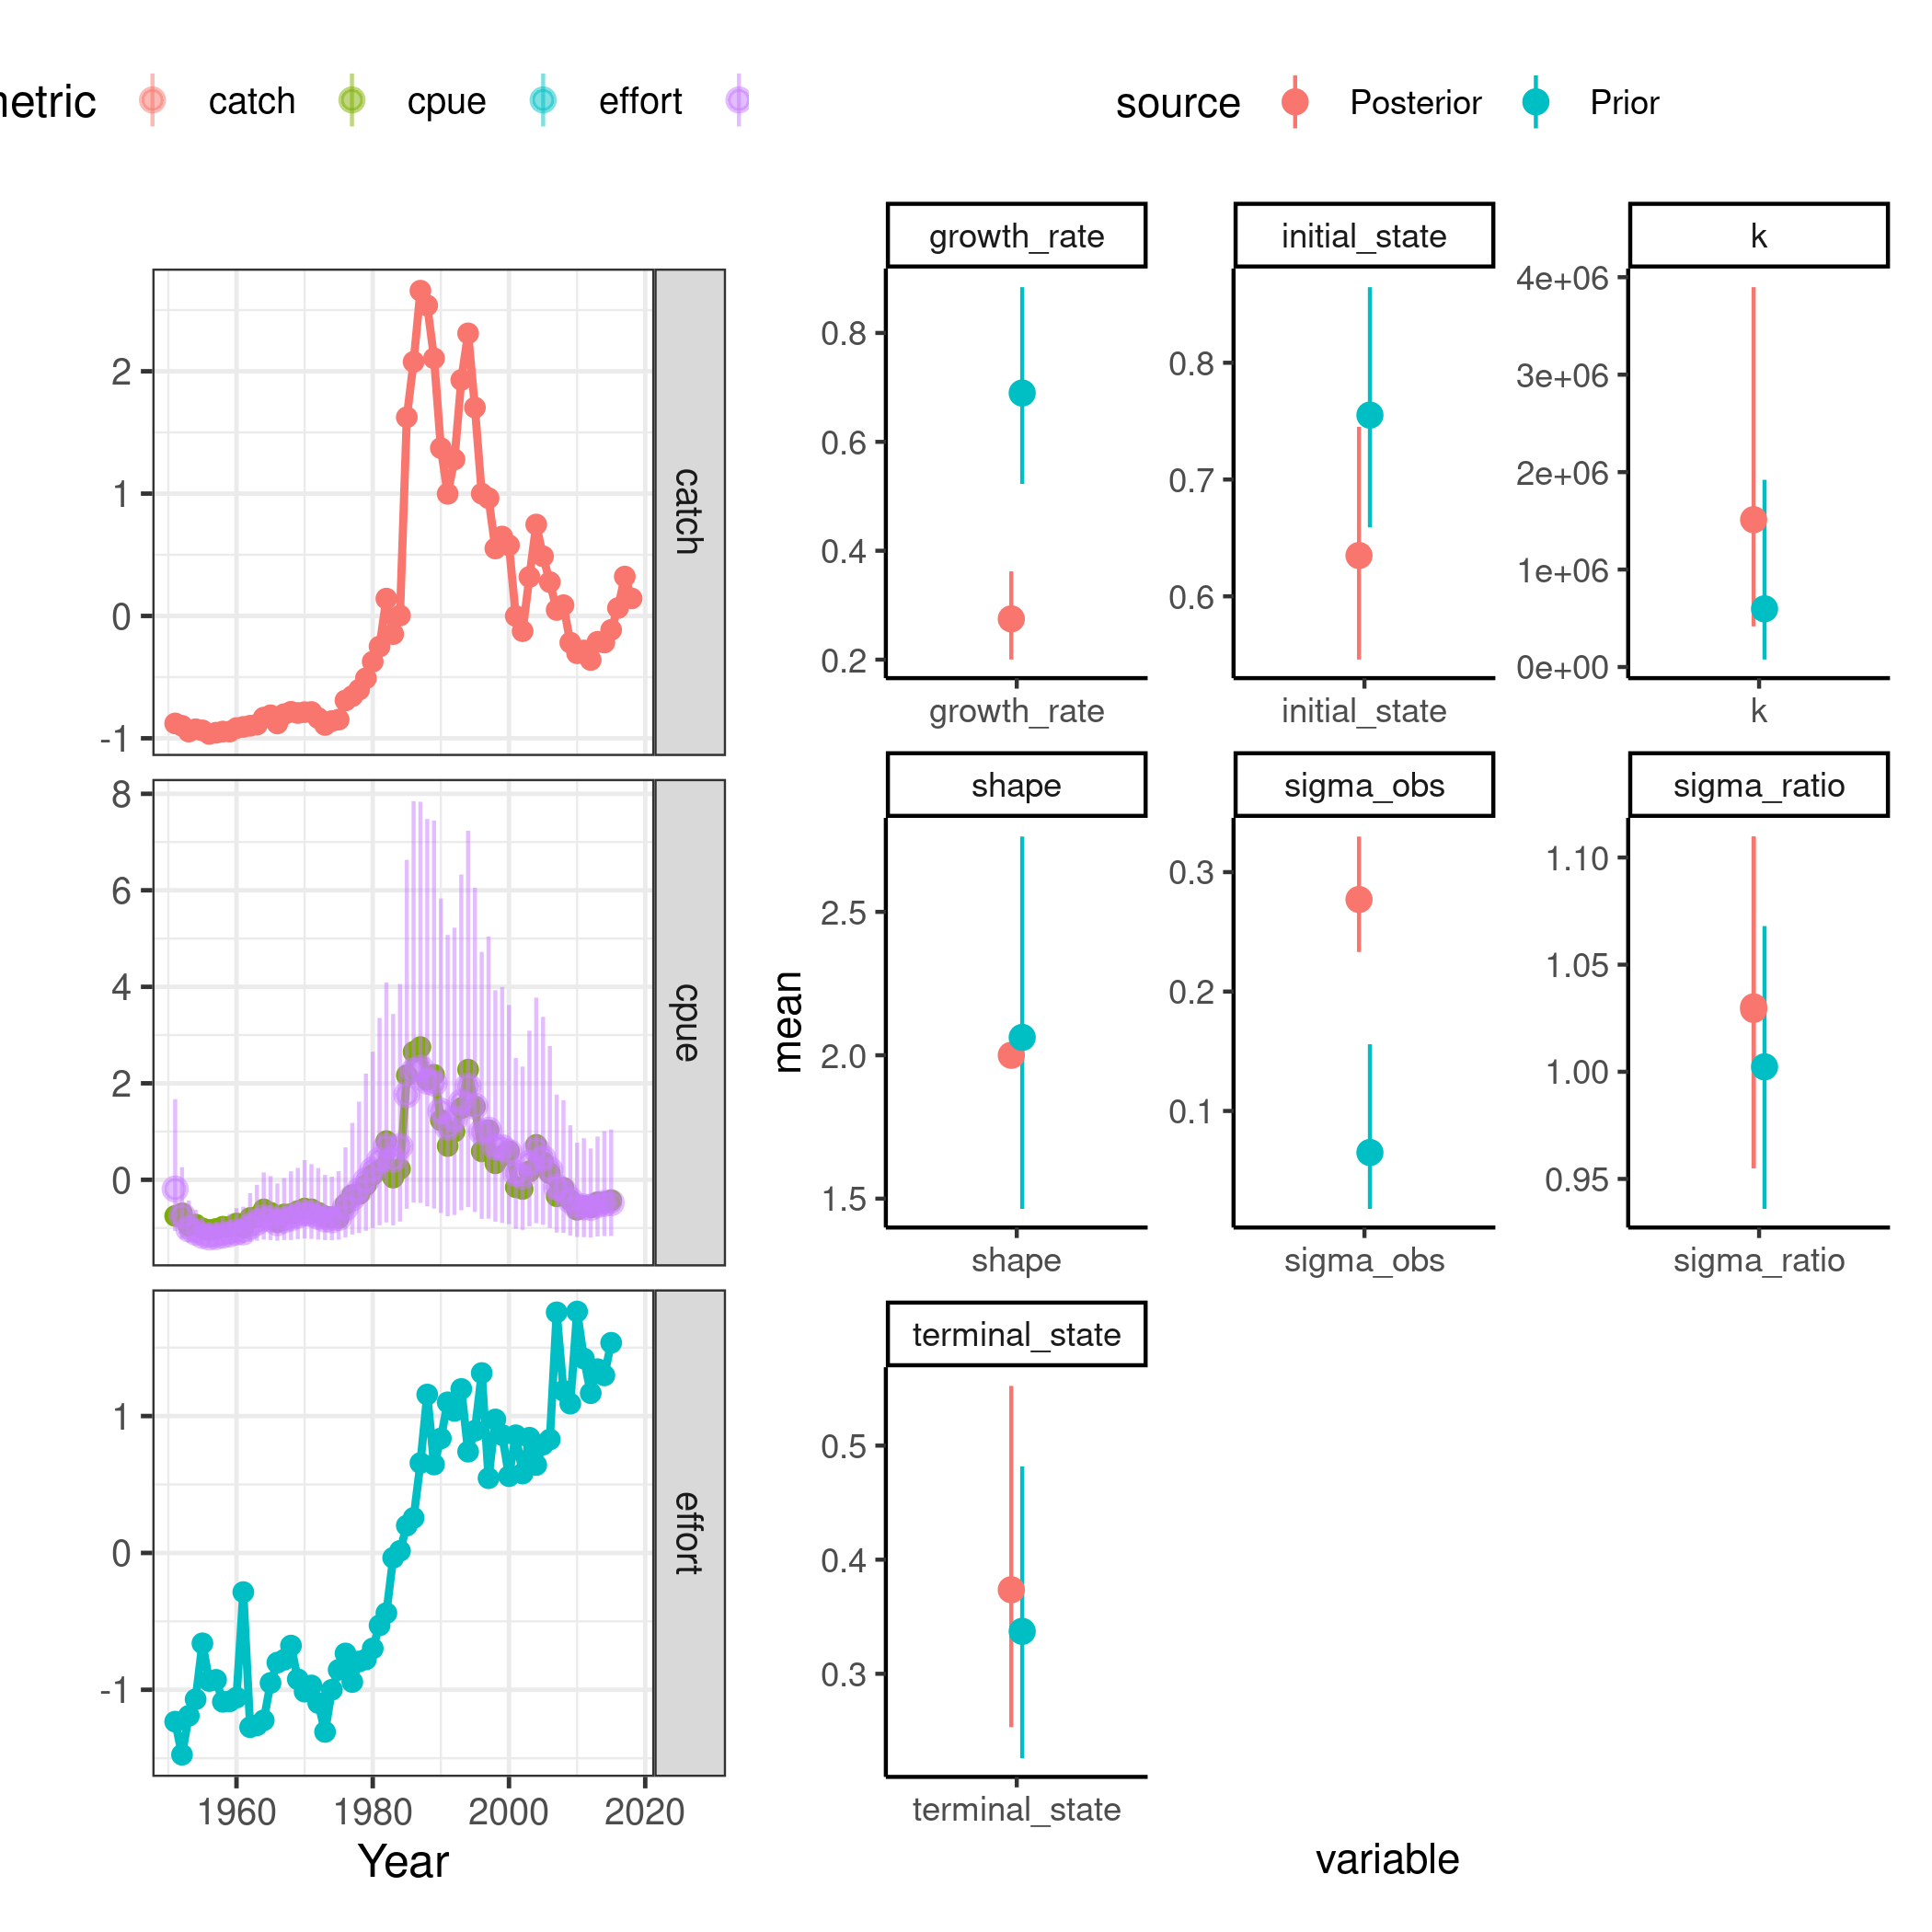 netric catch cpue effort
source Posterior Prior
growth_rate initial_state k
catch
2
1
0
-1
0.8
0.6
0.4
0.2
growth_rate
0.8
0.7
0.6
initial_state
4e+06
3e+06
2e+06
1e+06
0e+00
k
cpue
8
6
4
2
0
mean
shape sigma_obs sigma_ratio
2.5
2.0
1.5
shape
0.3
0.2
0.1
sigma_obs
1.10
1.05
1.00
0.95
sigma_ratio
effort
1
0
-1
1960 1980 2000 2020
Year
terminal_state
0.5
0.4
0.3
terminal_state
variable